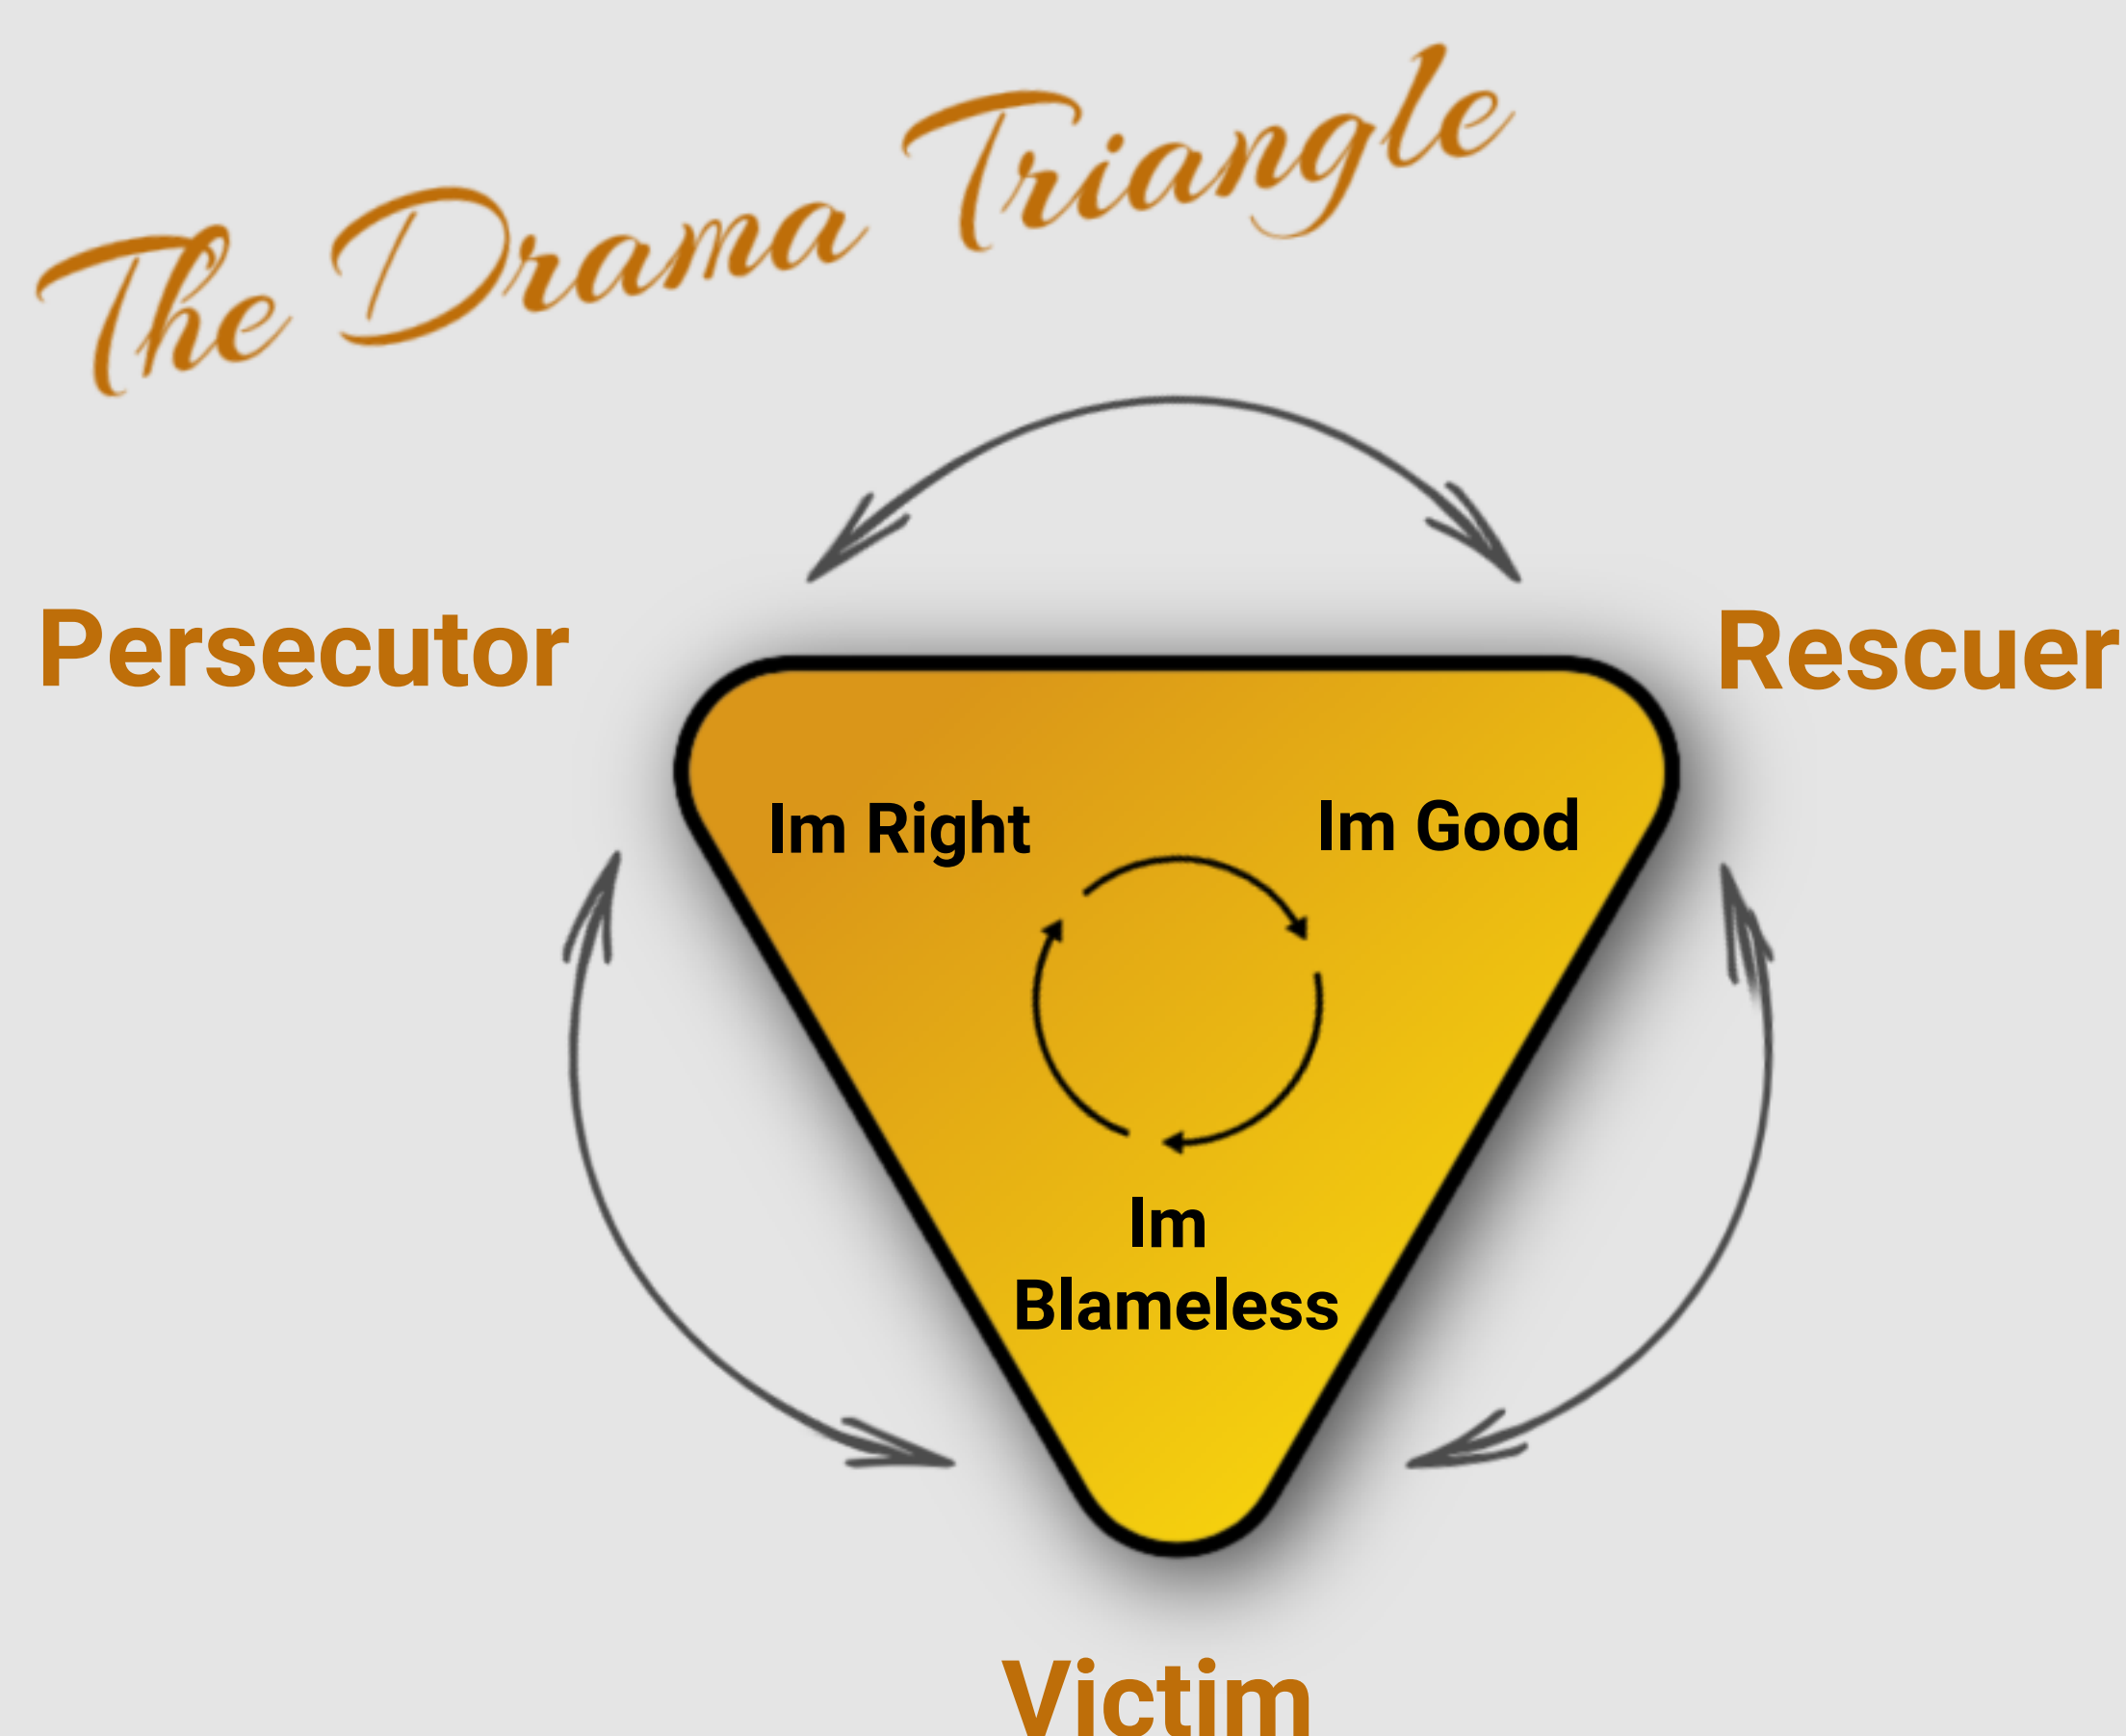 The Drama Triangle
Persecutor
Rescuer
Im Right
Im Good
Im
Blameless
Victim